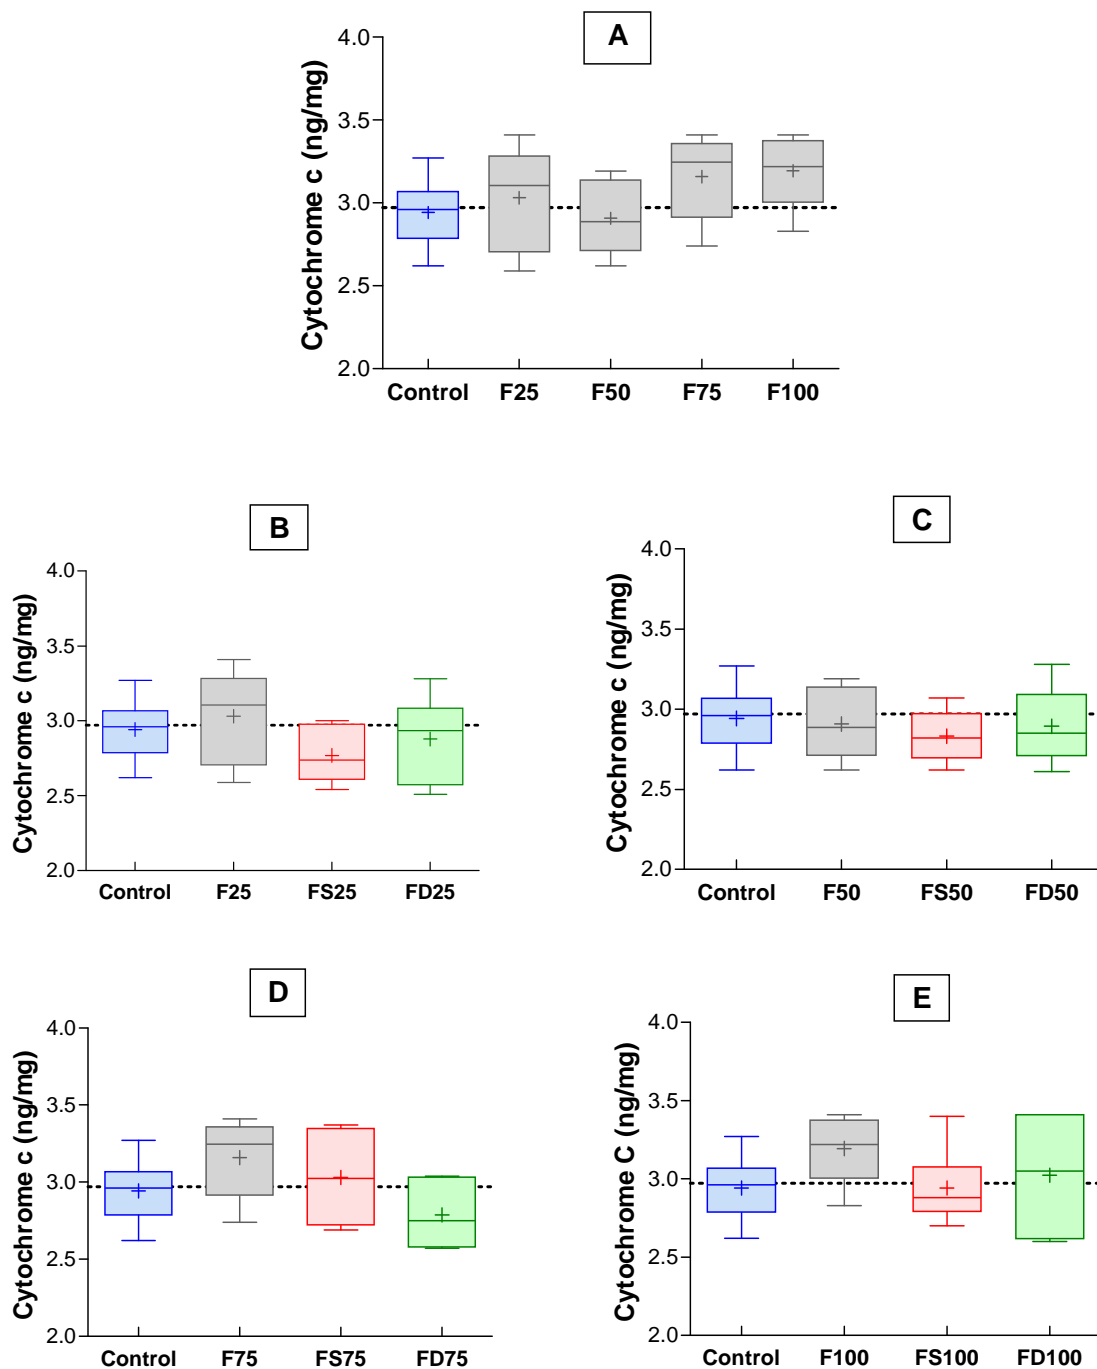 A
Cytochrome c (ng/mg)
4.0
3.5
3.0
2.5
2.0
Control F25 F50 F75 F100
B
Cytochrome c (ng/mg)
4.0
3.5
3.0
2.5
2.0
Control F25 FS25 FD25
C
Cytochrome c (ng/mg)
4.0
3.5
3.0
2.5
2.0
Control F50 FS50 FD50
D
Cytochrome c (ng/mg)
4.0
3.5
3.0
2.5
2.0
Control F75 FS75 FD75
E
Cytochrome C (ng/mg)
4.0
3.5
3.0
2.5
2.0
Control F100 FS100 FD100